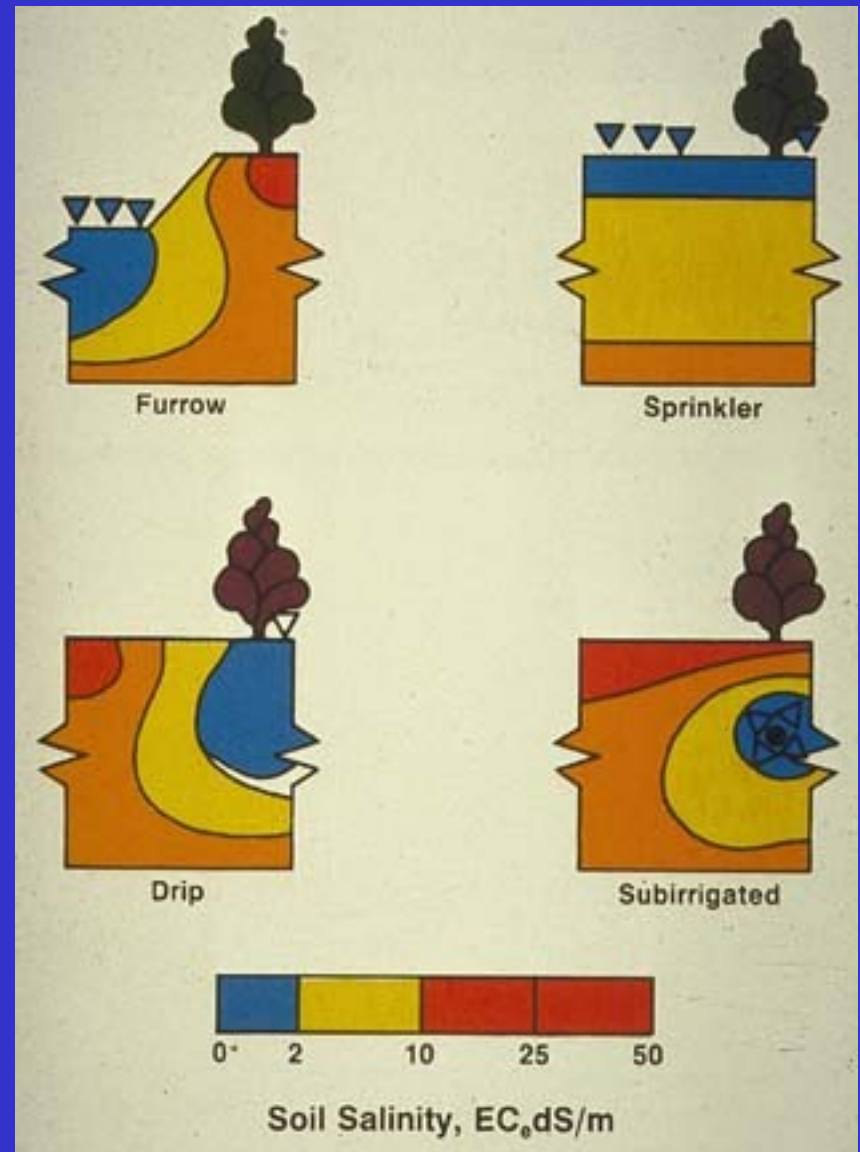 Furrow
Sprinkler
Drip
Subirrigated
0 2 10 25 50
Soil Salinity, ECedS/m